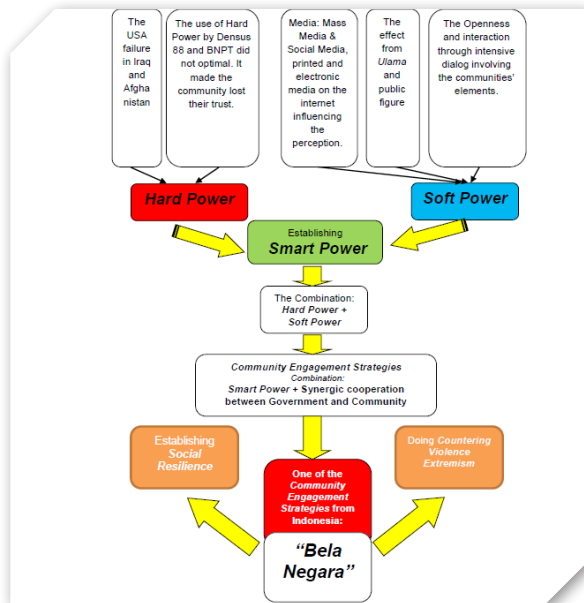 The
USA
failure
in Iraq
and
Afgha
nistan
The use of Hard
Power by Densus
88 and BNPT did
not optimal. It
made the
community lost
their trust.
Media: Mass
Media & Social
Media, printed
and electronic
media on the
internet
influencing
the
perception.
The
effect
from
Ulama
and
public
figure
The Openness and
interaction through
intensive
dialog involving
the communities'
elements.
Hard Power
Soft Power
Establishing
Smart Power
The Combination:
Hard Power +
Soft Power
Community Engagement Strategies
Combination:
Smart Power + Synergic cooperation
between Government and Community
Establishing
Social
Resilience
Doing Countering
Violence
Extremism
One of the
Community
Engagement
Strategies from
Indonesia:
“Bela
Negara”